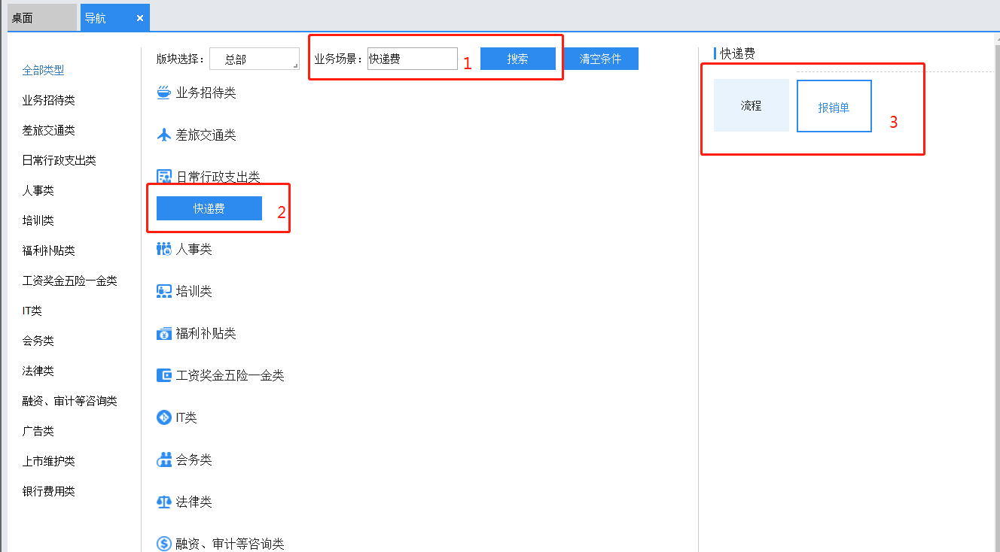 桌面
导航 ×
全部类型
业务招待类
差旅交通类
日常行政支出类
人事类
培训类
福利补贴类
工资奖金五险一金类
IT类
会务类
法律类
融资、审计等咨询类
广告类
上市维护类
银行费用类
版块选择： 总部 业务场景： 快递费 1 搜索 清空条件
业务招待类
差旅交通类
日常行政支出类
快递费 2
人事类
培训类
福利补贴类
工资奖金五险一金类
IT类
会务类
法律类
融资、审计等咨询类
快递费
流程 报销单 3